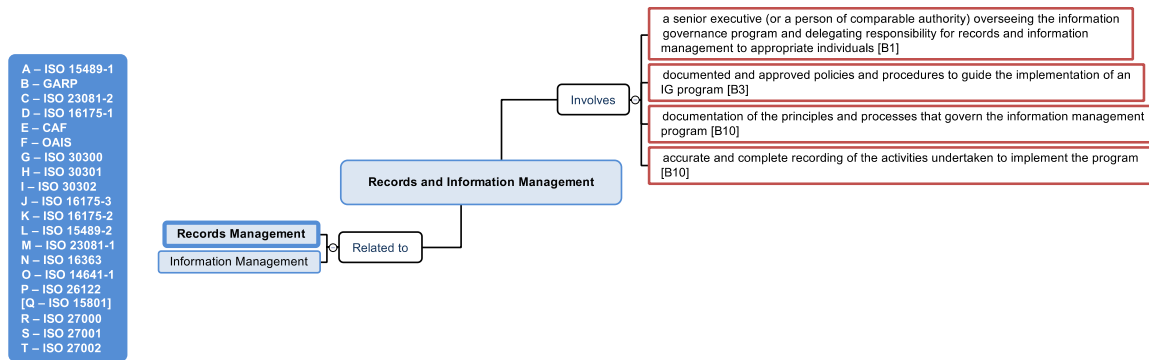 A – ISO 15489-1
B – GARP
C – ISO 23081-2
D – ISO 16175-1
E – CAF
F – OAIS
G – ISO 30300
H – ISO 30301
I – ISO 30302
J – ISO 16175-3
K – ISO 16175-2
L – ISO 15489-2
M – ISO 23081-1
N – ISO 16363
O – ISO 14641-1
P – ISO 26122
[Q – ISO 15801]
R – ISO 27000
S – ISO 27001
T – ISO 27002
Records and Information Management
Involves
a senior executive (or a person of comparable authority) overseeing the information
governance program and delegating responsibility for records and information
management to appropriate individuals [B1]
documented and approved policies and procedures to guide the implementation of an
IG program [B3]
documentation of the principles and processes that govern the information management
program [B10]
accurate and complete recording of the activities undertaken to implement the program
[B10]
Related to
Records Management
Information Management